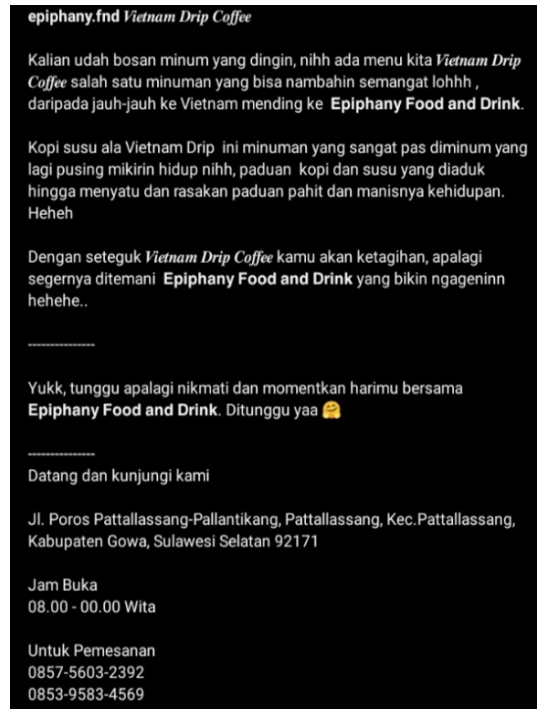 epiphany.fnd Vietnam Drip Coffee
Kalian udah bosan minum yang dingin, nihh ada menu kita Vietnam Drip
Coffee salah satu minuman yang bisa nambahin semangat lohhh ,
daripada jauh-jauh ke Vietnam mending ke Epiphany Food and Drink.
Kopi susu ala Vietnam Drip ini minuman yang sangat pas diminum yang
lagi pusing mikirin hidup nihh, paduan kopi dan susu yang diaduk
hingga menyatu dan rasakan paduan pahit dan manisnya kehidupan.
Heheh
Dengan seteguk Vietnam Drip Coffee kamu akan ketagihan, apalagi
segernya ditemani Epiphany Food and Drink yang bikin ngageninn
hehehe..
---------------
Yukk, tunggu apalagi nikmati dan momentkan harimu bersama
Epiphany Food and Drink. Ditunggu yaa 🤗
---------------
Datang dan kunjungi kami
Jl. Poros Pattallassang-Pallantikang, Pattallassang, Kec.Pattallassang,
Kabupaten Gowa, Sulawesi Selatan 92171
Jam Buka
08.00 - 00.00 Wita
Untuk Pemesanan
0857-5603-2392
0853-9583-4569